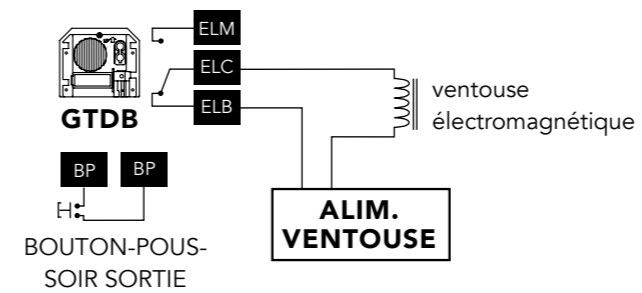 ELM
ELC
ELB
GTDB
ventouse
électromagnétique
BP BP
ALIM.
VENTOUSE
BOUTON-POUS-
SOIR SORTIE